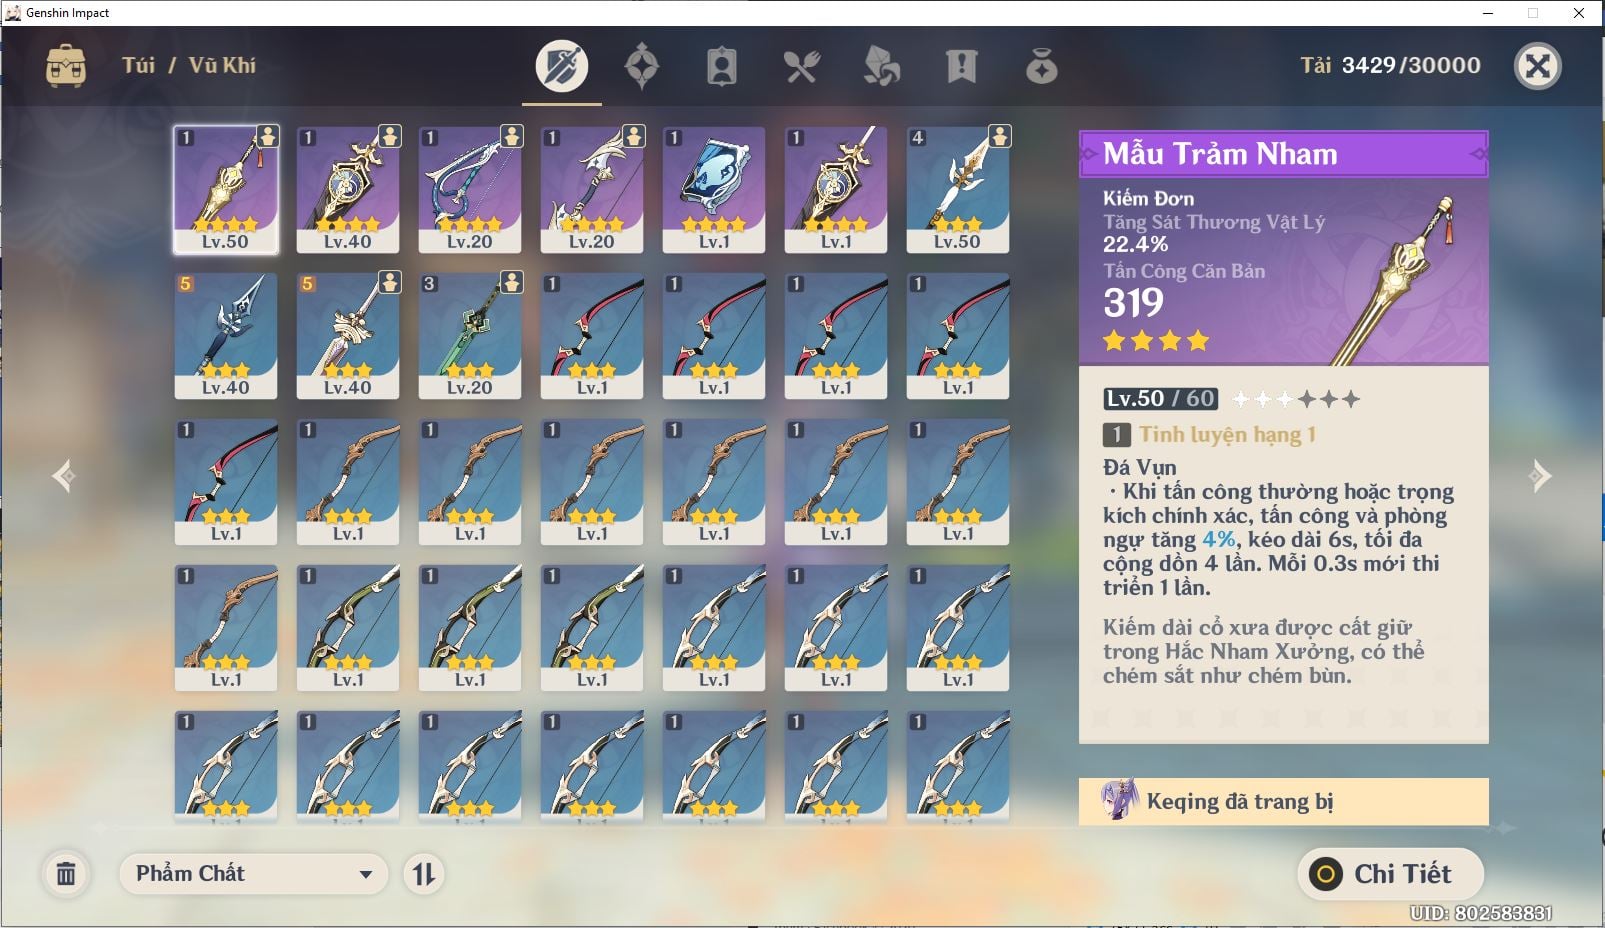 Genshin Impact
Túi / Vũ Khí
Tải 3429/30000
1 1 1 1 1 1 4
Lv.50 Lv.40 Lv.20 Lv.20 Lv.1 Lv.1 Lv.50
5 5 3 1 1 1 1
Lv.40 Lv.40 Lv.20 Lv.1 Lv.1 Lv.1 Lv.1
1 1 1 1 1 1 1
Lv.1 Lv.1 Lv.1 Lv.1 Lv.1 Lv.1 Lv.1
1 1 1 1 1 1 1
Lv.1 Lv.1 Lv.1 Lv.1 Lv.1 Lv.1 Lv.1
1 1 1 1 1 1 1
Mẫu Trảm Nham
Kiếm Đơn
Tăng Sát Thương Vật Lý
22.4%
Tấn Công Căn Bản
319
Lv.50 / 60
1 Tinh luyện hạng 1
Đá Vụn
· Khi tấn công thường hoặc trọng
kích chính xác, tấn công và phòng
ngự tăng 4%, kéo dài 6s, tối đa
cộng dồn 4 lần. Mỗi 0.3s mới thi
triển 1 lần.
Kiếm dài cổ xưa được cất giữ
trong Hắc Nham Xưởng, có thể
chém sắt như chém bùn.
Keqing đã trang bị
Phẩm Chất
Chi Tiết
UID: 802583831